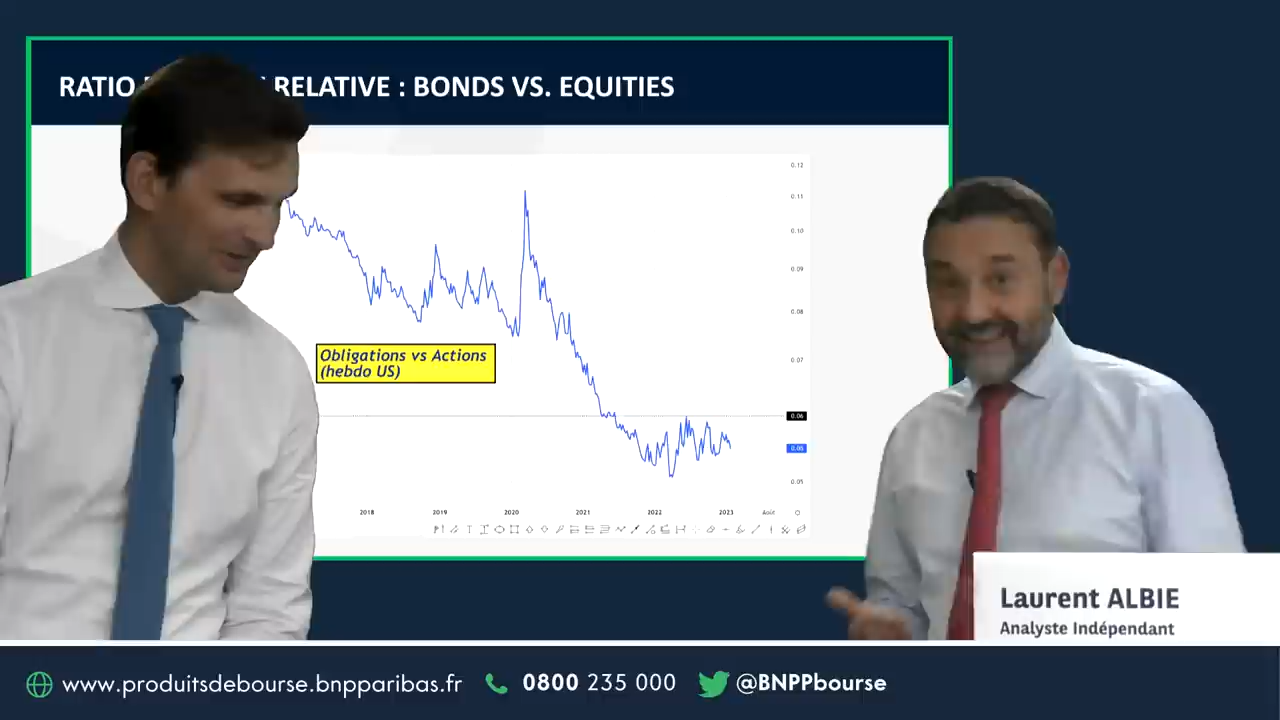 RATIO RELATIVE : BONDS VS. EQUITIES
0.12
0.11
0.10
0.09
0.08
Obligations vs Actions
(hebdo US)
0.07
0.06
0.05
0.05
2018 2019 2020 2021 2022 2023 Août
Laurent ALBIE
Analyste Indépendant
www.produitsdebourse.bnpparibas.fr 0800 235 000 @BNPPbourse